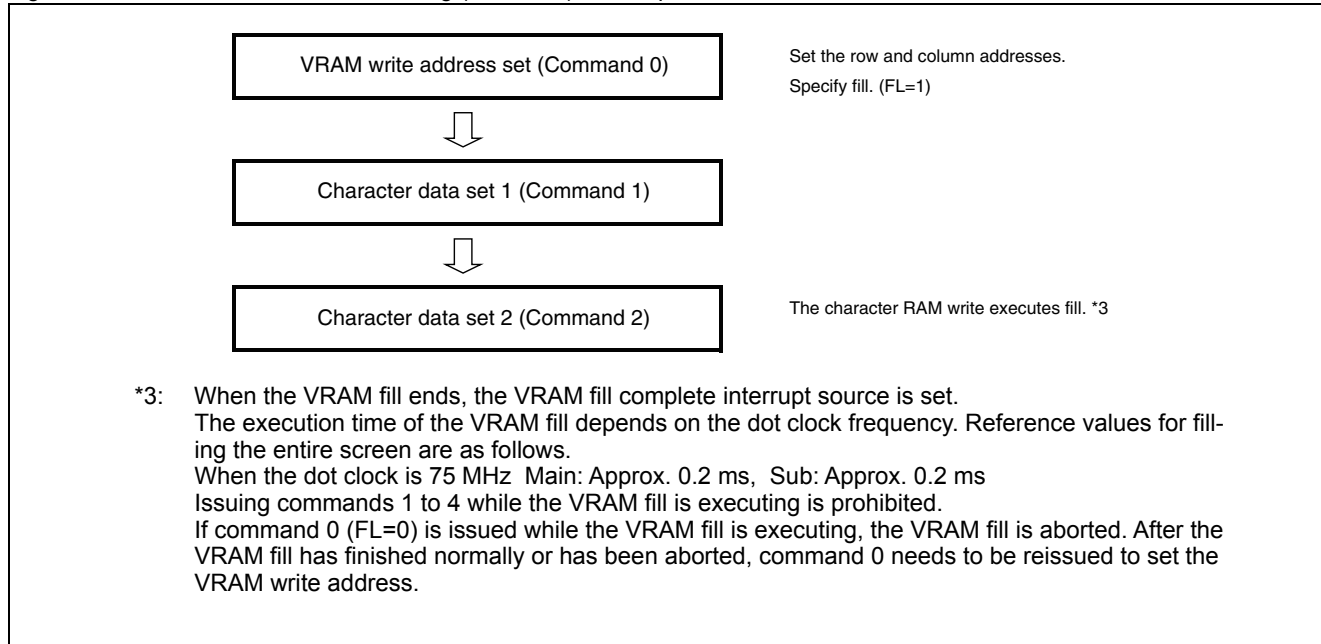 VRAM write address set (Command 0)
Set the row and column addresses.
Specify fill. (FL=1)
Character data set 1 (Command 1)
Character data set 2 (Command 2)
The character RAM write executes fill. *3
*3: When the VRAM fill ends, the VRAM fill complete interrupt source is set.
The execution time of the VRAM fill depends on the dot clock frequency. Reference values for fill-
ing the entire screen are as follows.
When the dot clock is 75 MHz Main: Approx. 0.2 ms, Sub: Approx. 0.2 ms
Issuing commands 1 to 4 while the VRAM fill is executing is prohibited.
If command 0 (FL=0) is issued while the VRAM fill is executing, the VRAM fill is aborted. After the
VRAM fill has finished normally or has been aborted, command 0 needs to be reissued to set the
VRAM write address.